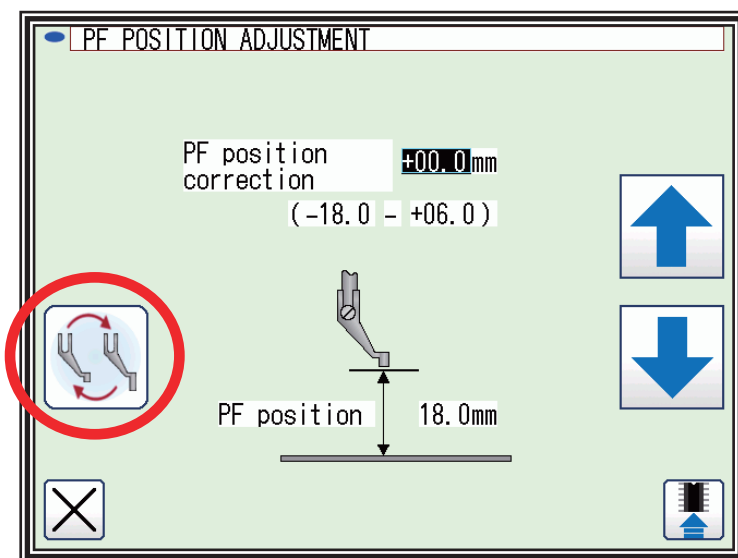 PF POSITION ADJUSTMENT
PF position +00.0mm
correction
(-18.0 - +06.0)
PF position 18.0mm